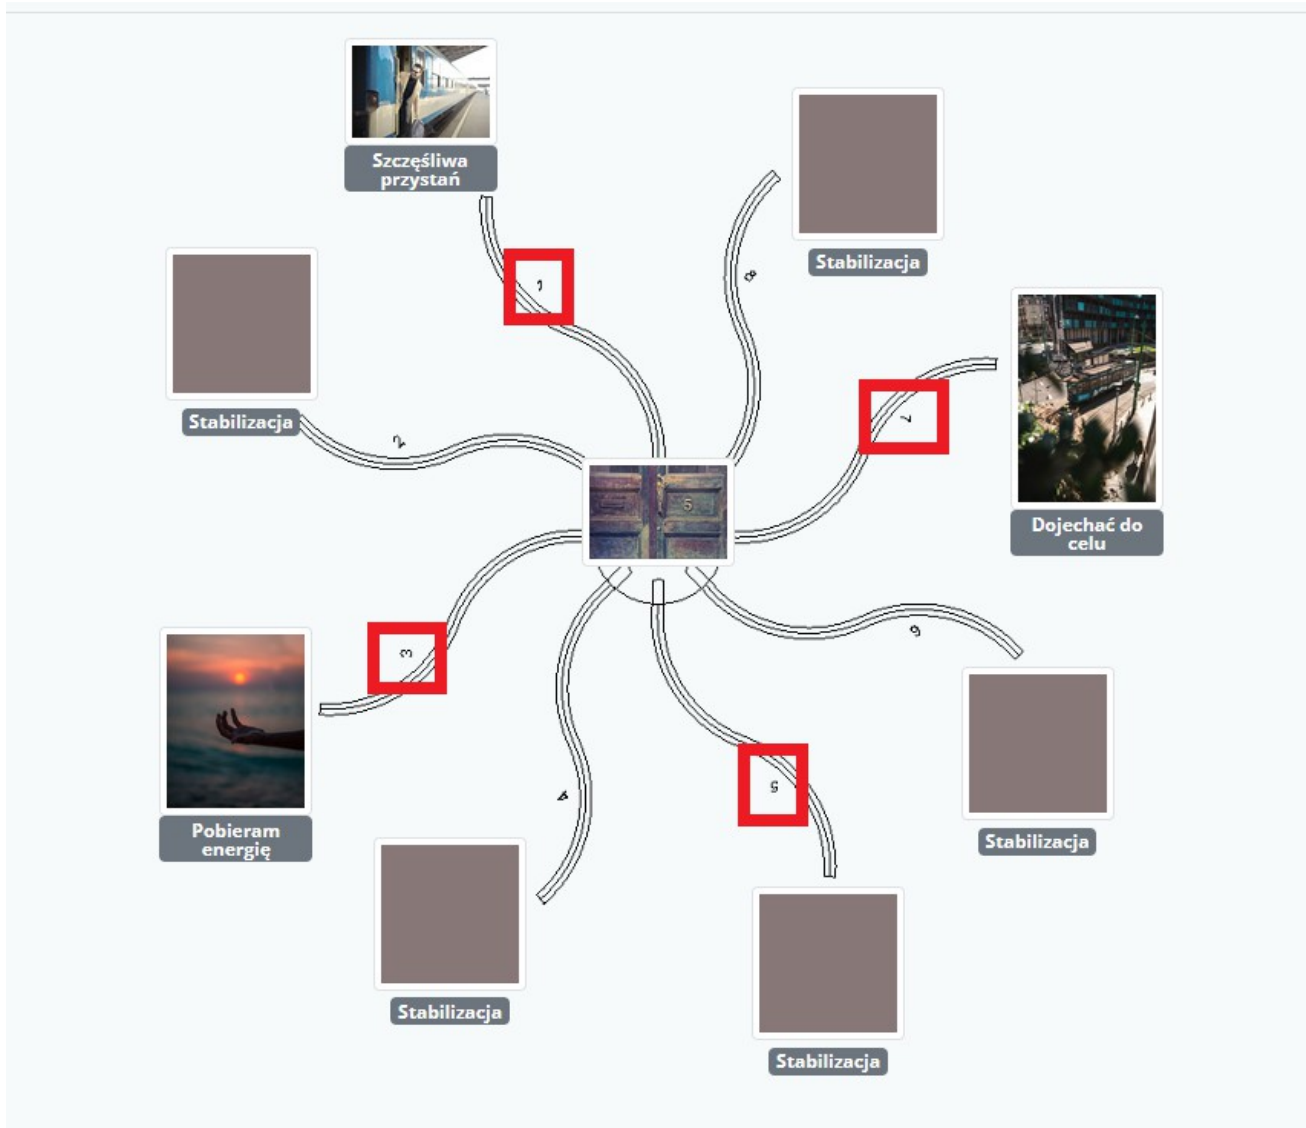 Szczęśliwa
przystań
1
8
Stabilizacja
Stabilizacja
2
7
5
Dojechać do
celu
3
6
Pobieram
energię
4
5
Stabilizacja
Stabilizacja
Stabilizacja